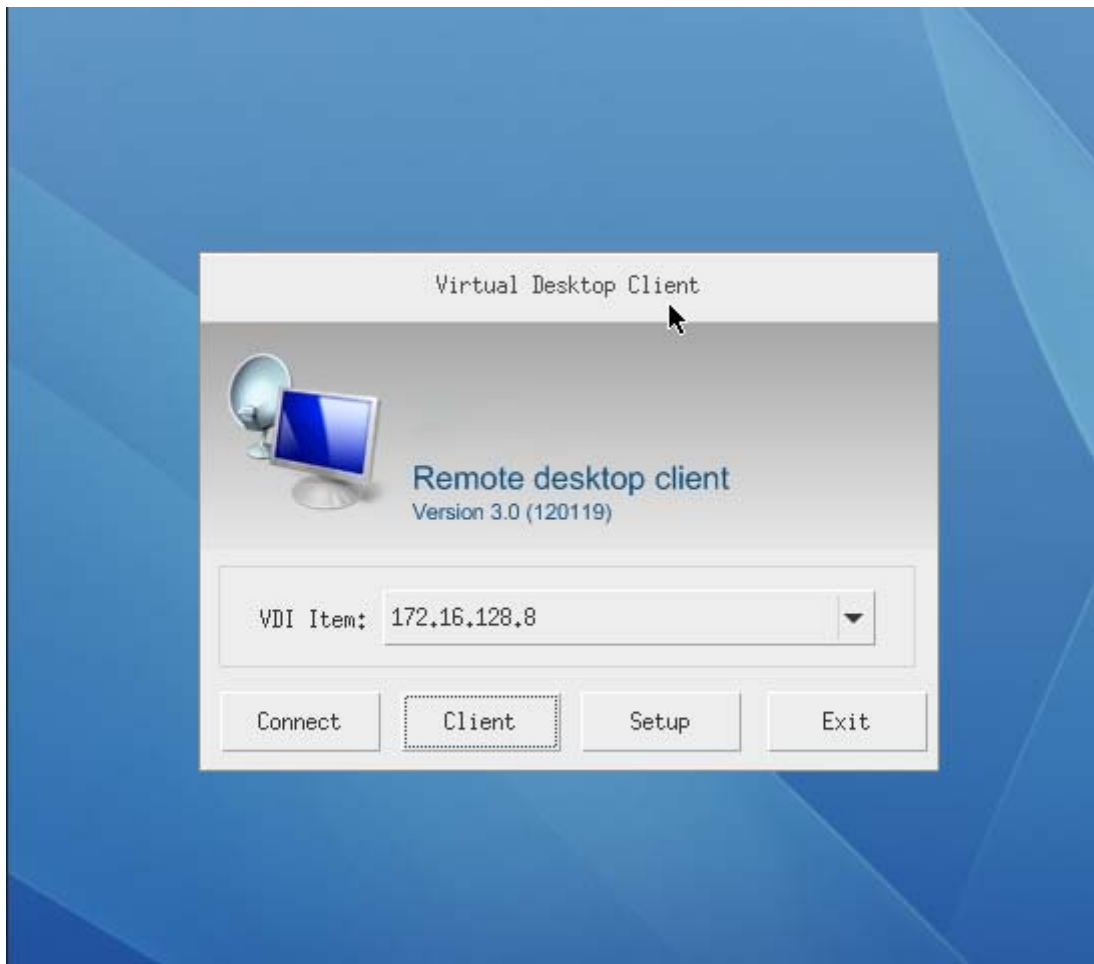 Virtual Desktop Client
Remote desktop client
Version 3.0 (120119)
VDI Item: 172.16.128.8
Connect Client Setup Exit